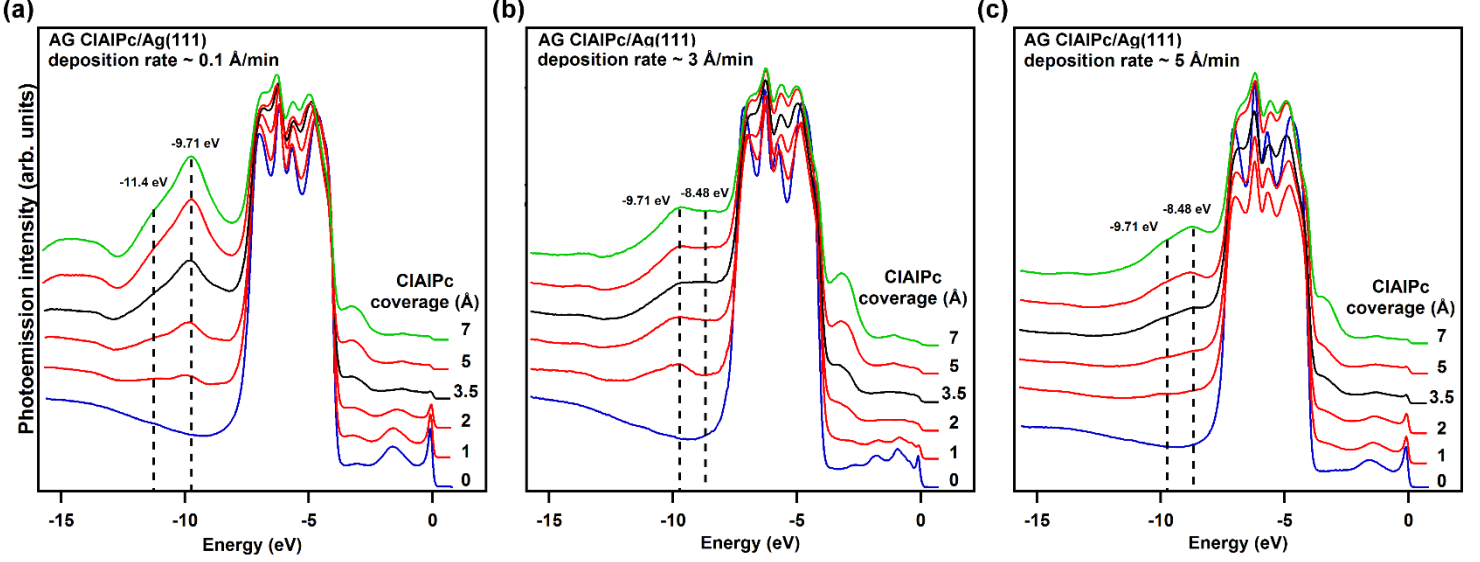 (a)
AG ClAlPc/Ag(111)
deposition rate ~ 0.1 Å/min
-9.71 eV
-11.4 eV
ClAlPc
coverage (Å)
7
5
3.5
2
1
0
Photoemission intensity (arb. units)
-15
-10
-5
0
Energy (eV)
(b)
AG ClAlPc/Ag(111)
deposition rate ~ 3 Å/min
-9.71 eV
-8.48 eV
ClAlPc
coverage (Å)
7
5
3.5
2
1
0
-15
-10
-5
0
Energy (eV)
(c)
AG ClAlPc/Ag(111)
deposition rate ~ 5 Å/min
-8.48 eV
-9.71 eV
ClAlPc
coverage (Å)
7
5
3.5
2
1
0
-15
-10
-5
0
Energy (eV)